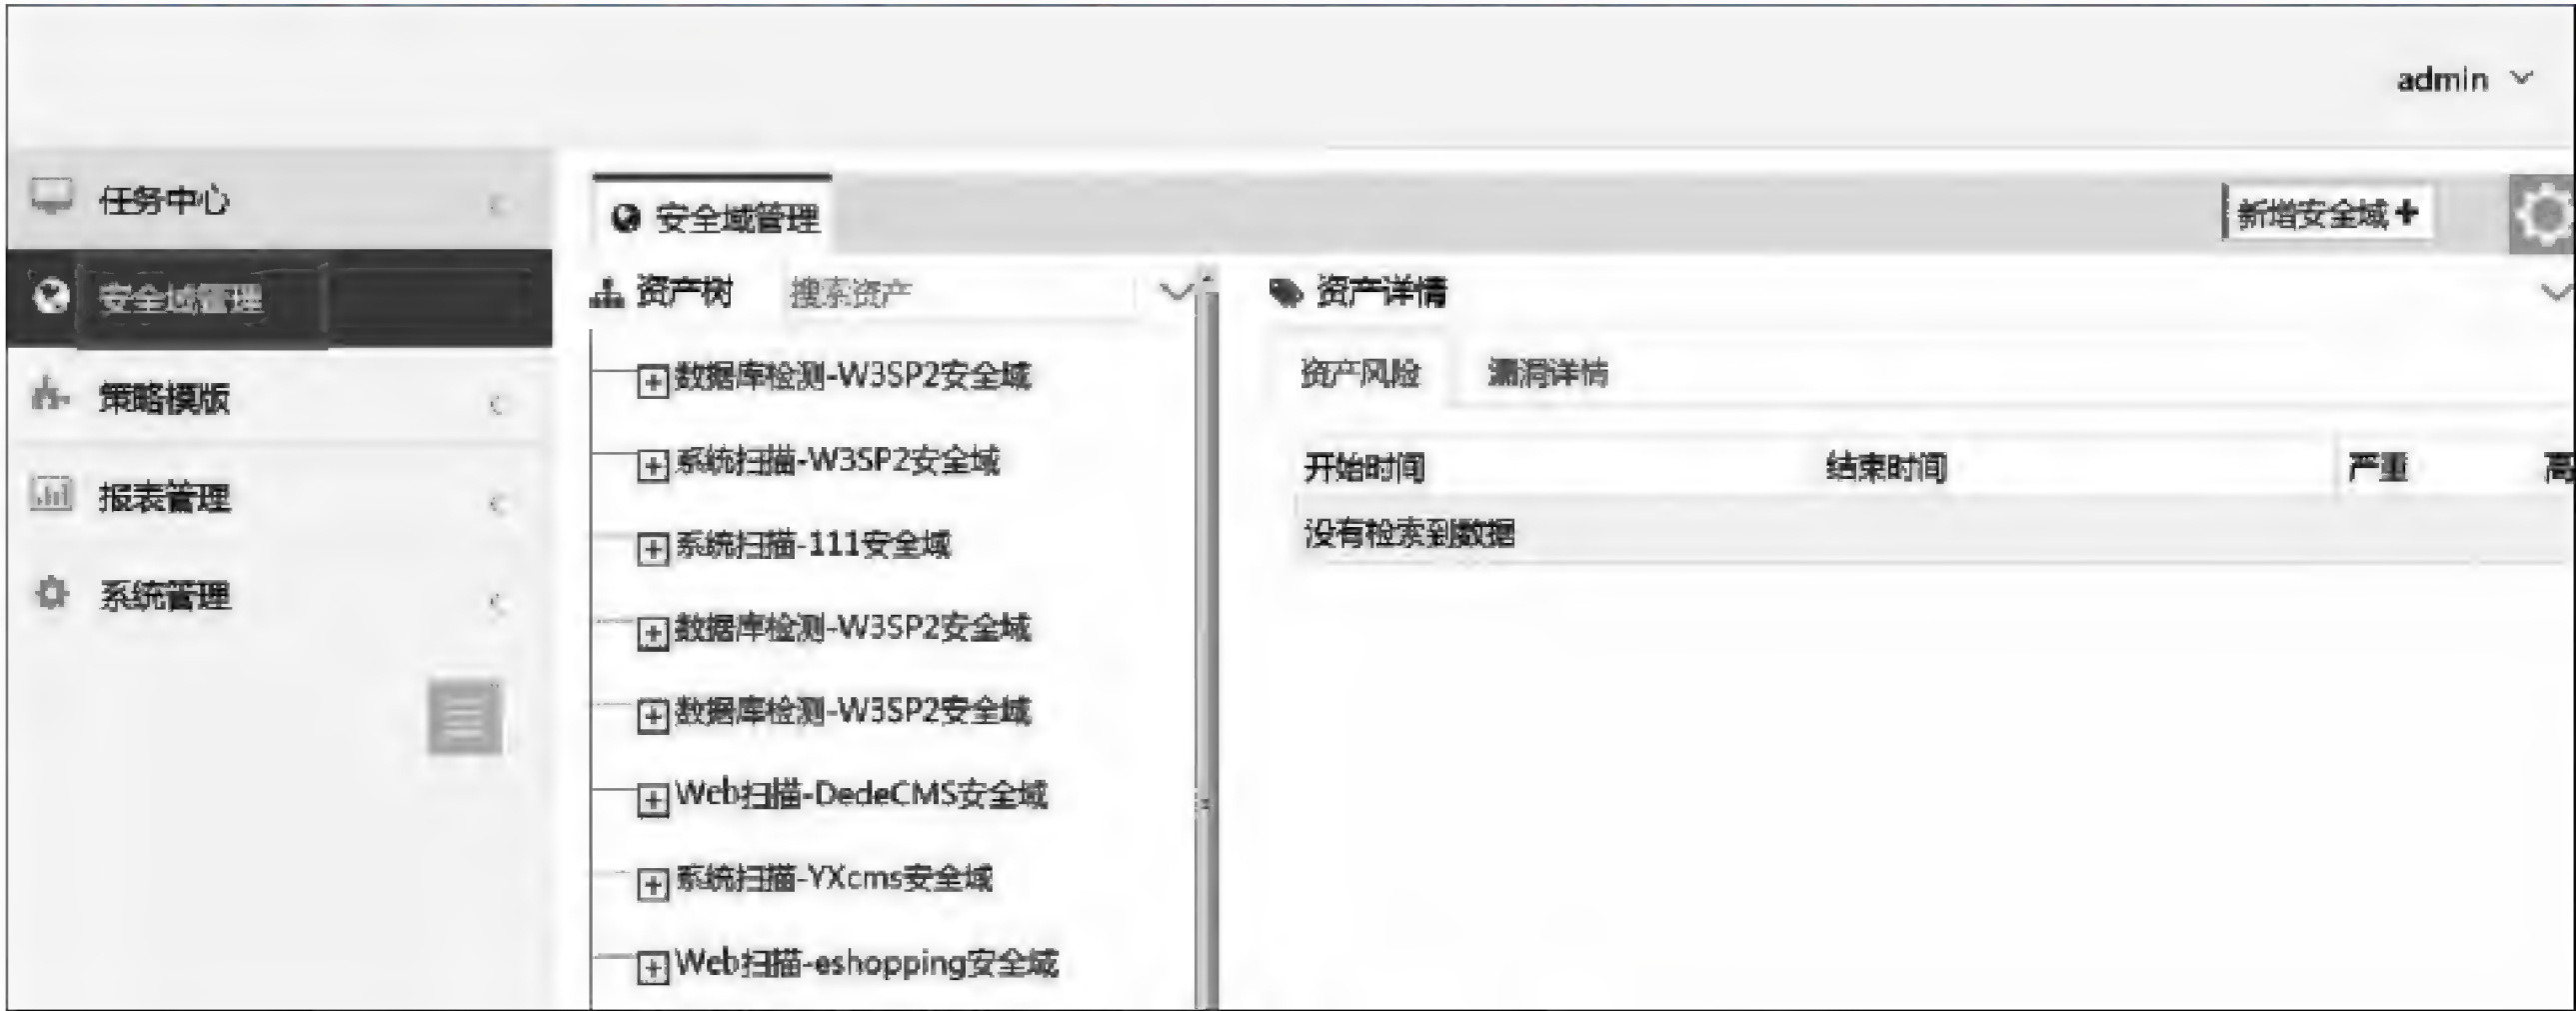 admin
任务中心
安全域管理
策略模版
报表管理
系统管理
安全域管理
新增安全域
资产树
搜索资产
数据库检测-W3SP2安全域
系统扫描-W3SP2安全域
系统扫描-111安全域
数据库检测-W3SP2安全域
数据库检测-W3SP2安全域
Web扫描-DedeCMS安全域
系统扫描-YXcms安全域
Web扫描-eshopping安全域
资产详情
资产风险
漏洞详情
开始时间 结束时间 严重 高
没有检索到数据